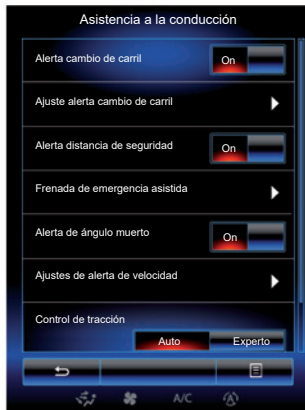 Asistencia a la conducción
Alerta cambio de carril On
Ajuste alerta cambio de carril
Alerta distancia de seguridad On
Frenada de emergencia asistida
Alerta de ángulo muerto On
Ajustes de alerta de velocidad
Control de tracción
Auto Experto
A/C A